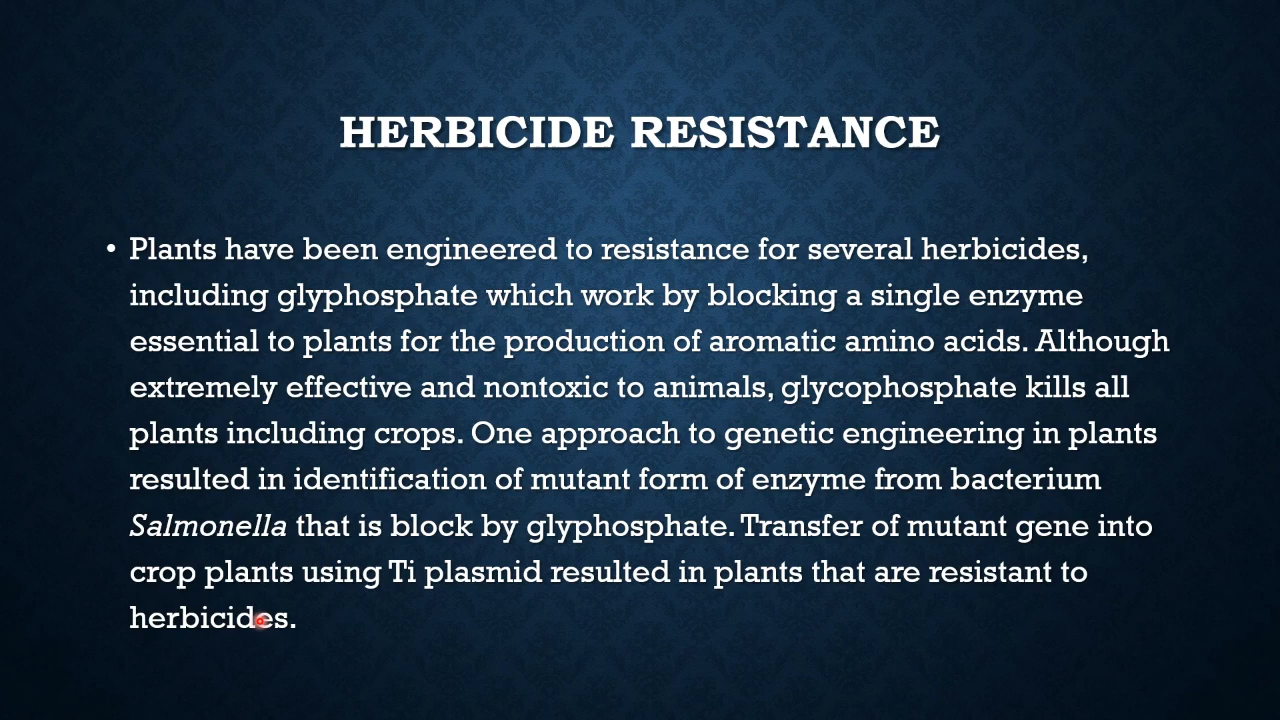 HERBICIDE RESISTANCE
• Plants have been engineered to resistance for several herbicides,
including glyphosphate which work by blocking a single enzyme
essential to plants for the production of aromatic amino acids. Although
extremely effective and nontoxic to animals, glycophosphate kills all
plants including crops. One approach to genetic engineering in plants
resulted in identification of mutant form of enzyme from bacterium
Salmonella that is block by glyphosphate. Transfer of mutant gene into
crop plants using Ti plasmid resulted in plants that are resistant to
herbicides.